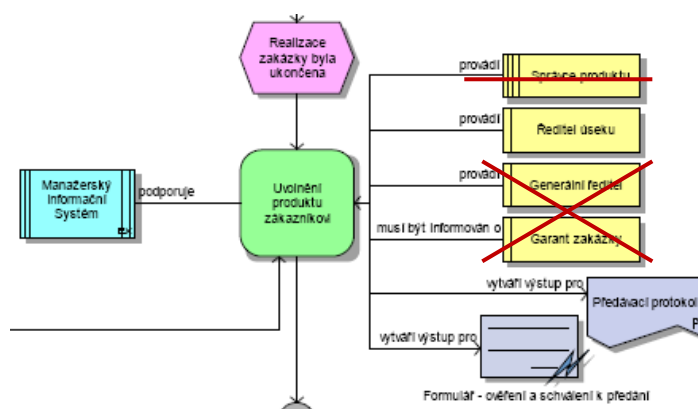 Realizace
zakázky byla
ukončena
provádí
Správce produktu
provádí
Ředitel úseku
Manažerský
Informační
Systém
podporuje
Uvolnění
produktu
zákazníkovi
provádí
Generální ředitel
musí být informován o
Garant zakázky
vytváří výstup pro
Předávací protokol
vytváří výstup pro
Formulář - ověření a schválení k předání